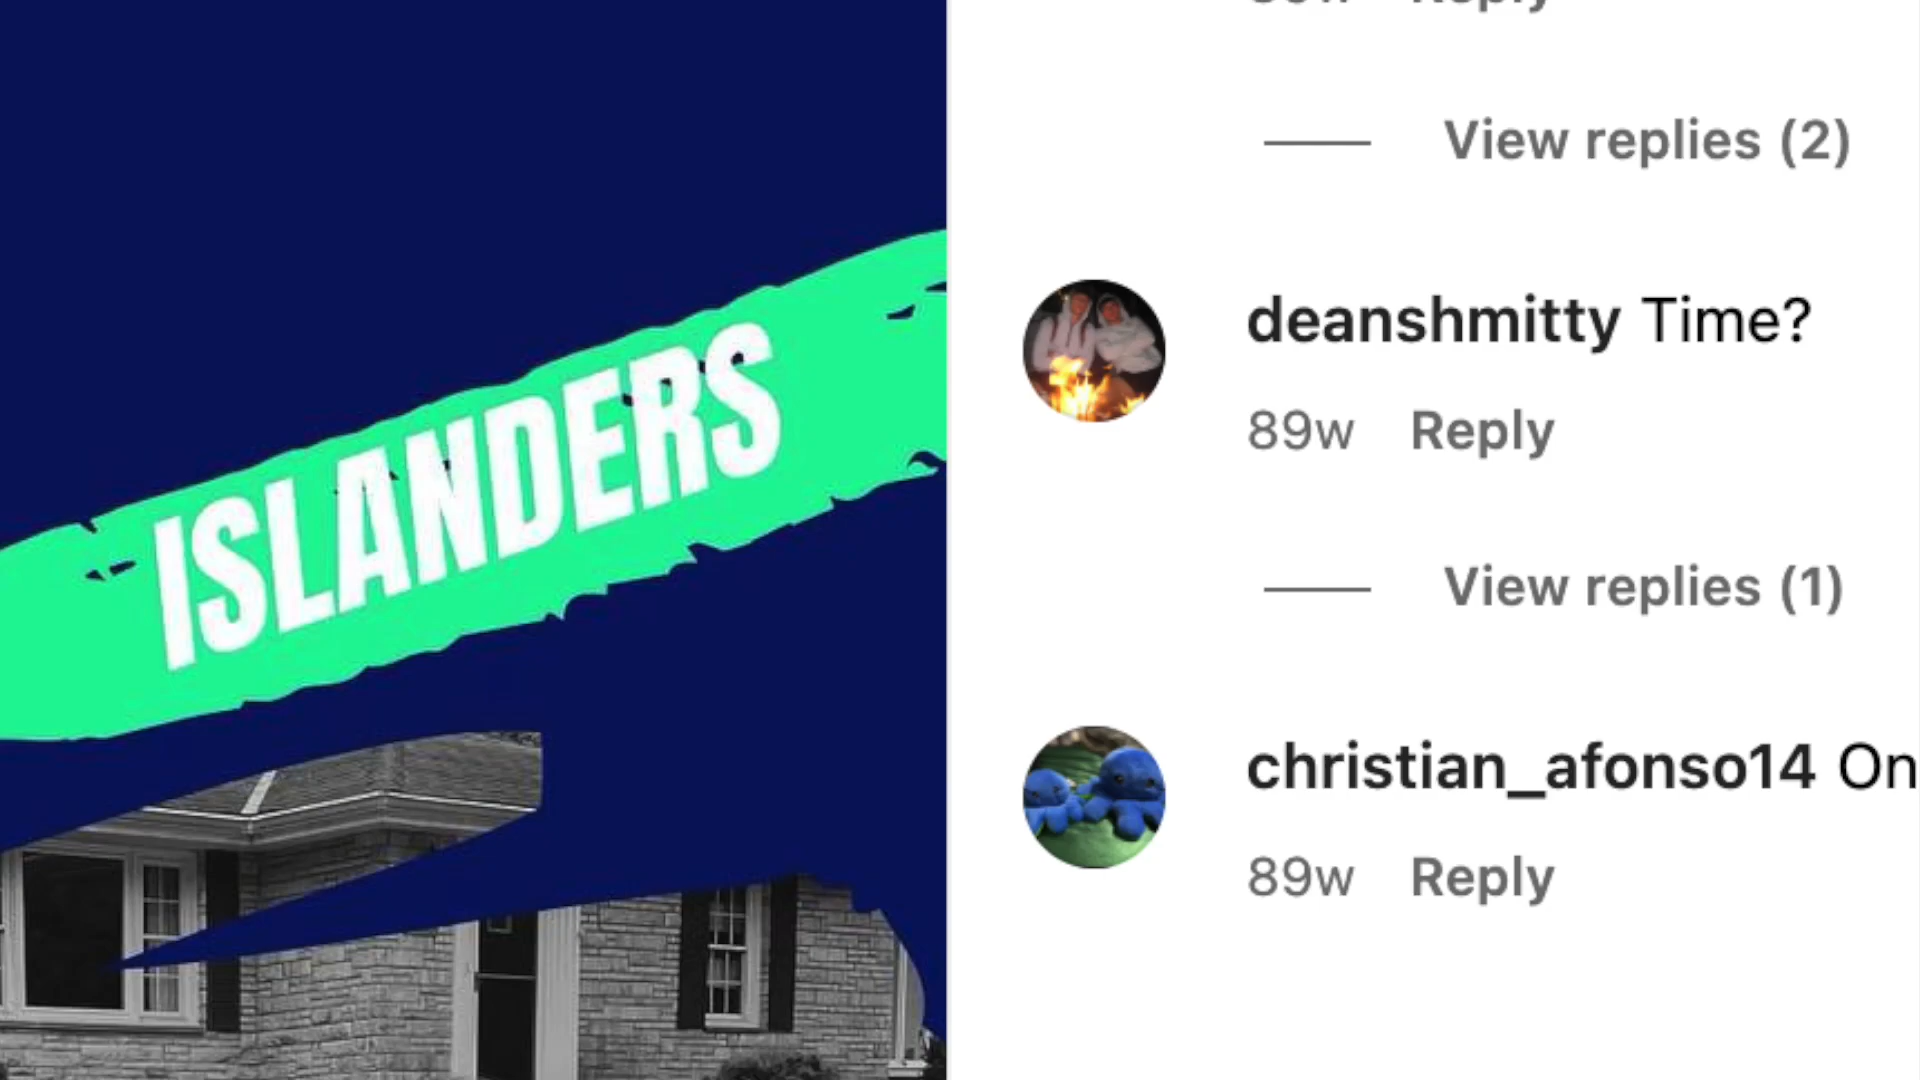 ISLANDERS
View replies (2)
deanshmitty Time?
89w Reply
View replies (1)
christian_afonso14 On
89w Reply